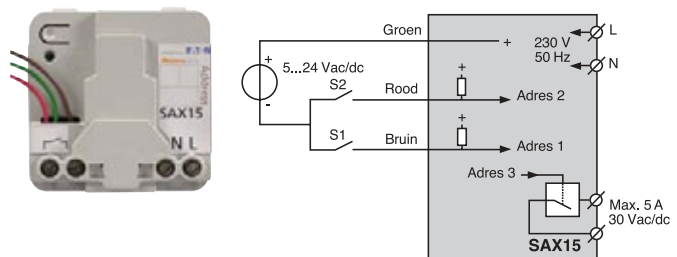 E·T·N
Address
SAX15
N L
Groen
+
230 V
50 Hz
L
N
+
5...24 Vac/dc
-
S2
Rood
+
Adres 2
S1
Bruin
+
Adres 1
Adres 3
Max. 5 A
30 Vac/dc
SAX15